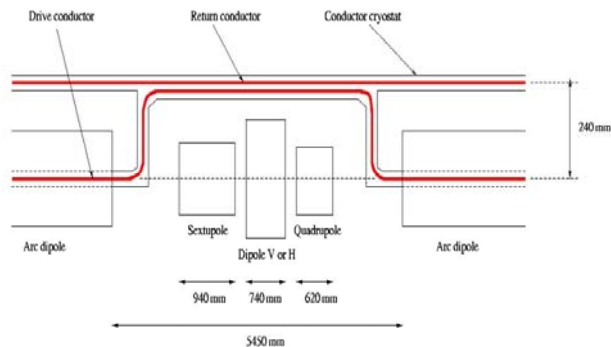 Drive conductor
Return conductor
Conductor cryostat
240 mm
Sextupole
Quadrupole
Dipole V or H
Arc dipole
Arc dipole
940 mm
740 mm
620 mm
5450 mm